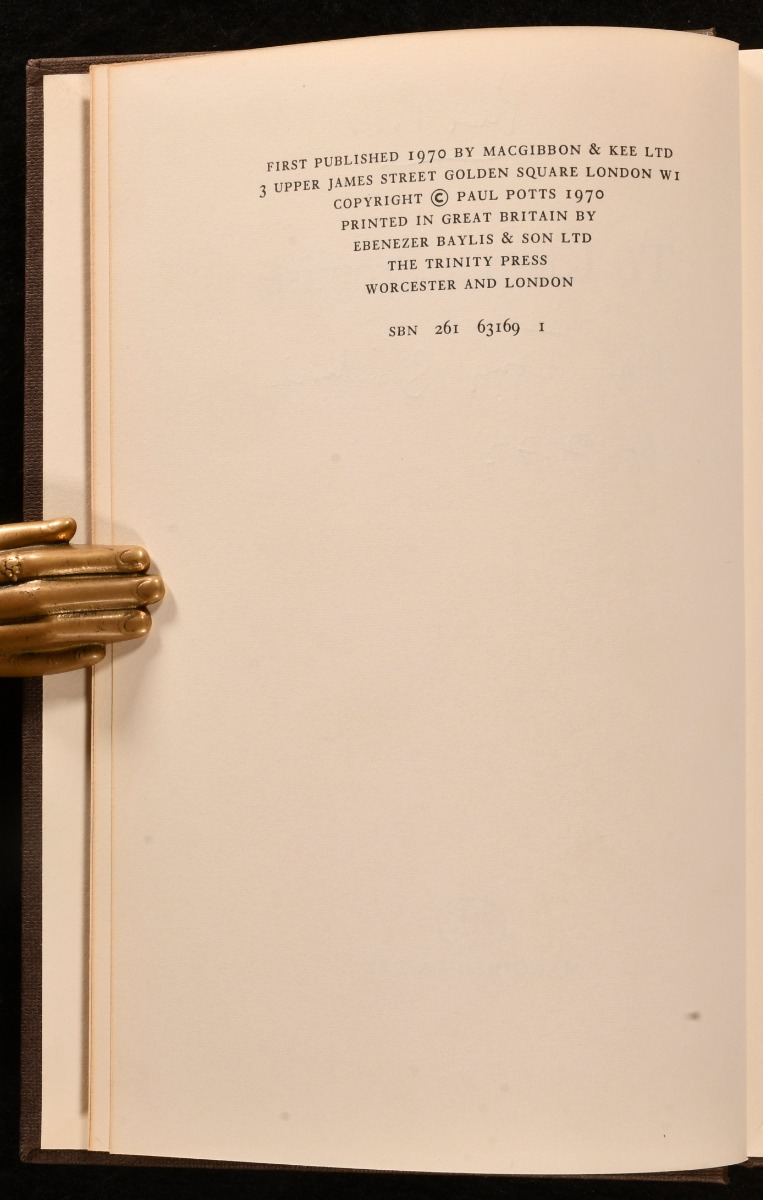 FIRST PUBLISHED 1970 BY MACGIBBON & KEE LTD
3 UPPER JAMES STREET GOLDEN SQUARE LONDON W1
COPYRIGHT © PAUL POTTS 1970
PRINTED IN GREAT BRITAIN BY
EBENEZER BAYLIS & SON LTD
THE TRINITY PRESS
WORCESTER AND LONDON
SBN 261 63169 1